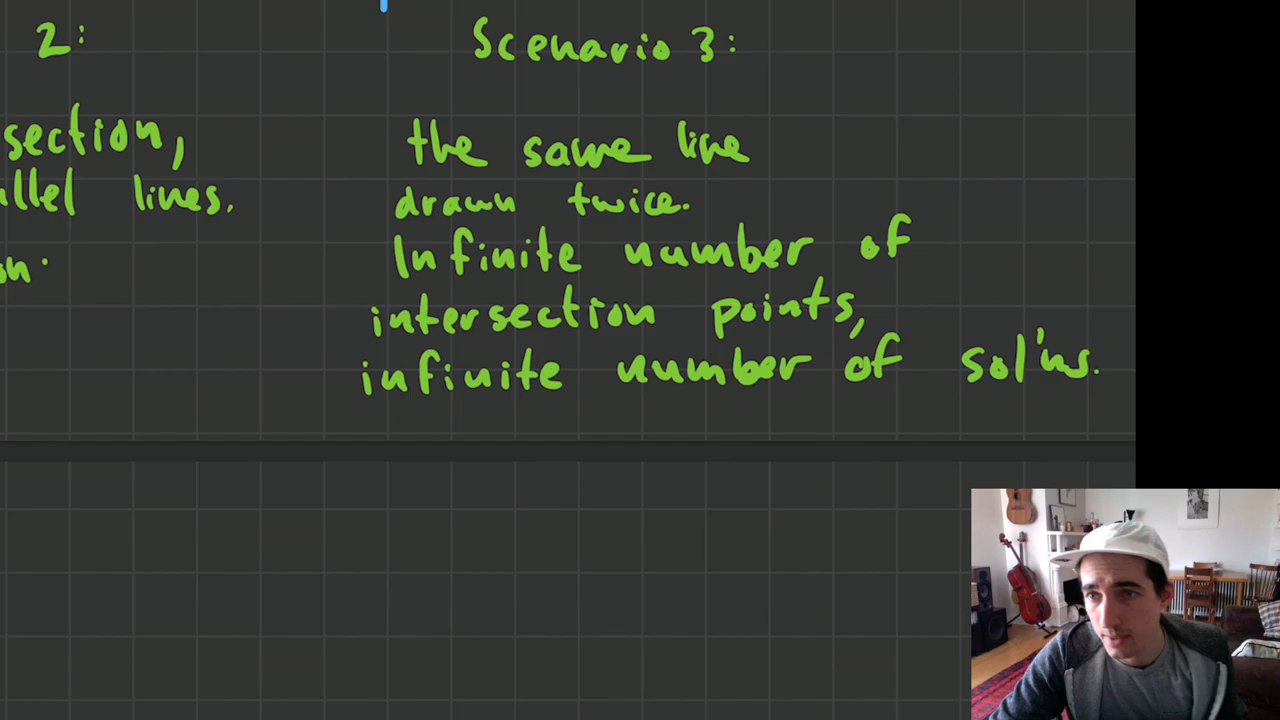 2:
section,
allel lines.
on.
Scenario 3:
the same line
drawn twice.
Infinite number of
intersection points,
infinite number of sol'ns.